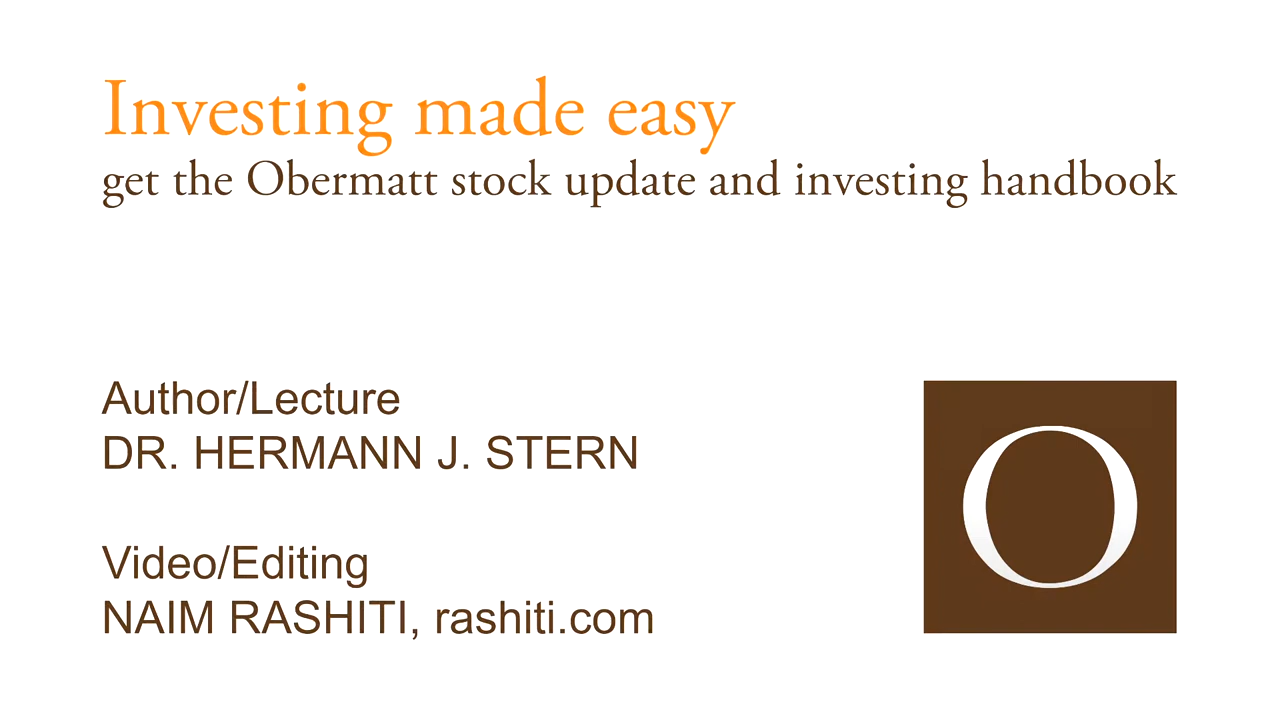 Investing made easy
get the Obermatt stock update and investing handbook
Author/Lecture
DR. HERMANN J. STERN
Video/Editing
NAIM RASHITI, rashiti.com
O